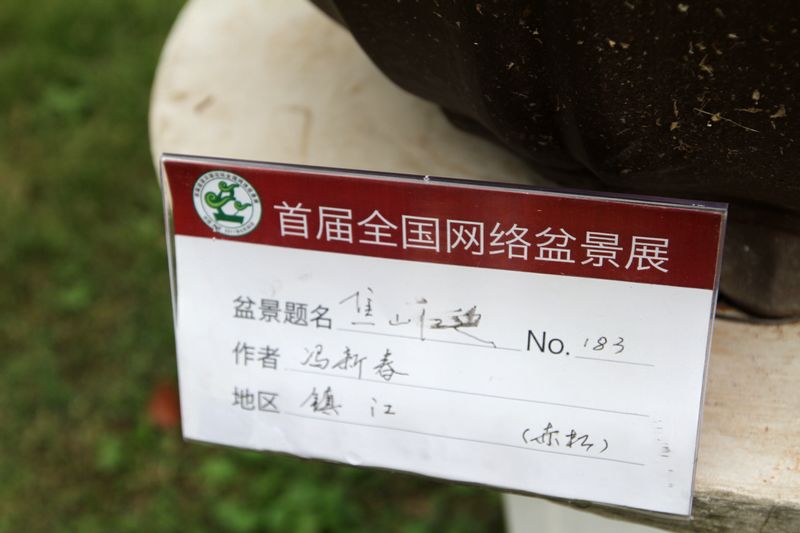 首届全国网络盆景展
盆景题名 焦山 No. 183
作者 冯新春
地区 镇江
(赤松)